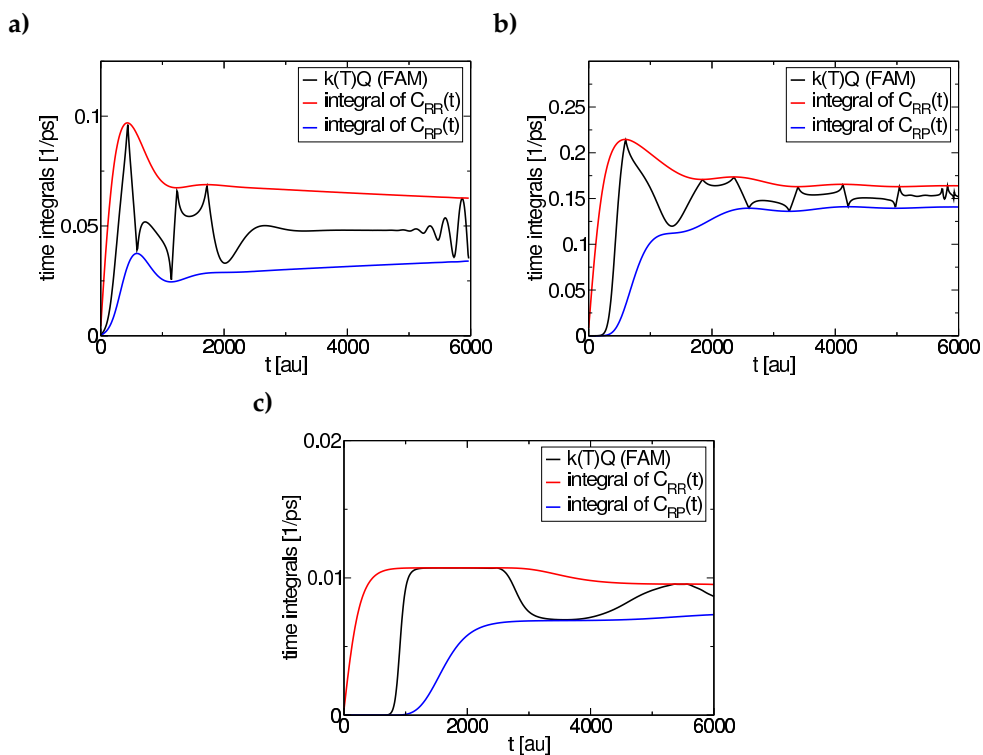 a)
k(T)Q (FAM)
integral of C_RR(t)
integral of C_RP(t)
time integrals [1/ps]
0.1
0.05
0
0 2000 4000 6000
t [au]
b)
k(T)Q (FAM)
integral of C_RR(t)
integral of C_RP(t)
time integrals [1/ps]
0.25
0.2
0.15
0.1
0.05
0
0 2000 4000 6000
t [au]
c)
k(T)Q (FAM)
integral of C_RR(t)
integral of C_RP(t)
time integrals [1/ps]
0.02
0.01
0
0 2000 4000 6000
t [au]